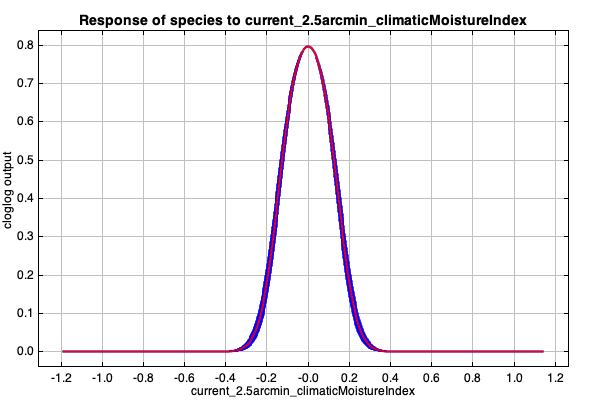 Response of species to current_2.5arcmin_climaticMoistureIndex
cloglog output
0.8
0.7
0.6
0.5
0.4
0.3
0.2
0.1
0.0
-1.2 -1.0 -0.8 -0.6 -0.4 -0.2 -0.0 0.2 0.4 0.6 0.8 1.0 1.2
current_2.5arcmin_climaticMoistureIndex